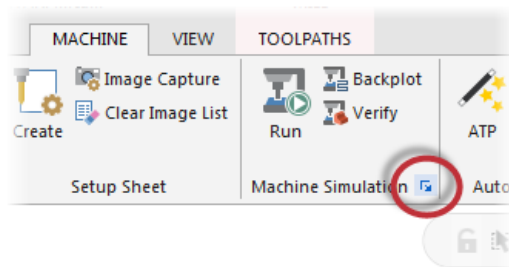 MACHINE VIEW TOOLPATHS
Image Capture
Clear Image List
Create
Backplot
Verify
Run
ATP
Setup Sheet
Machine Simulation